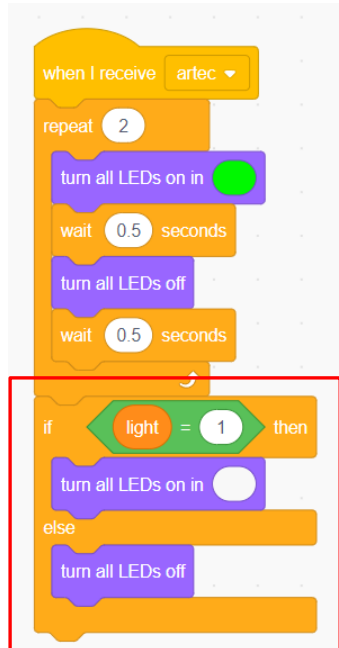 when I receive artec
repeat 2
turn all LEDs on in
wait 0.5 seconds
turn all LEDs off
wait 0.5 seconds
if light = 1 then
turn all LEDs on in
else
turn all LEDs off